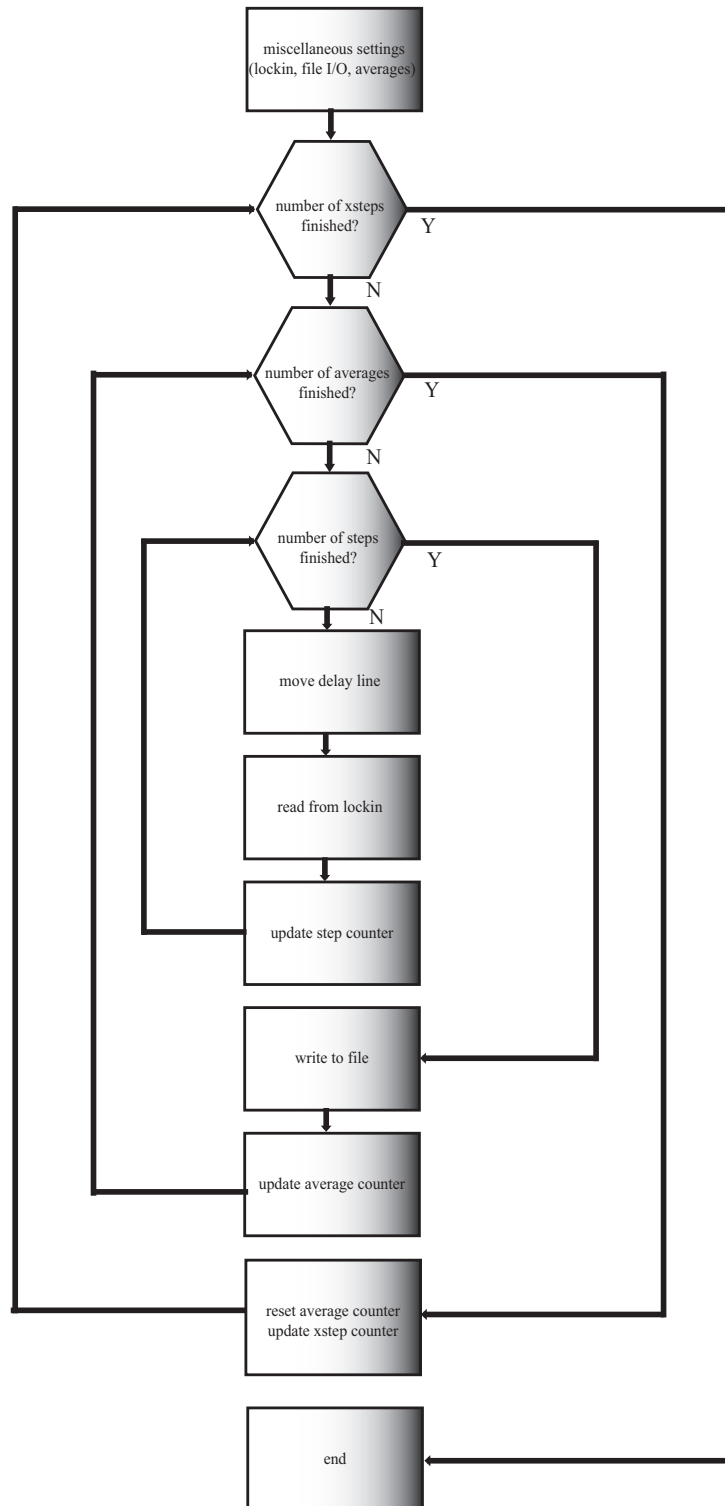 miscellaneous settings
(lockin, file I/O, averages)
number of xsteps
finished?
Y
N
number of averages
finished?
Y
N
number of steps
finished?
Y
N
move delay line
read from lockin
update step counter
write to file
update average counter
reset average counter
update xstep counter
end